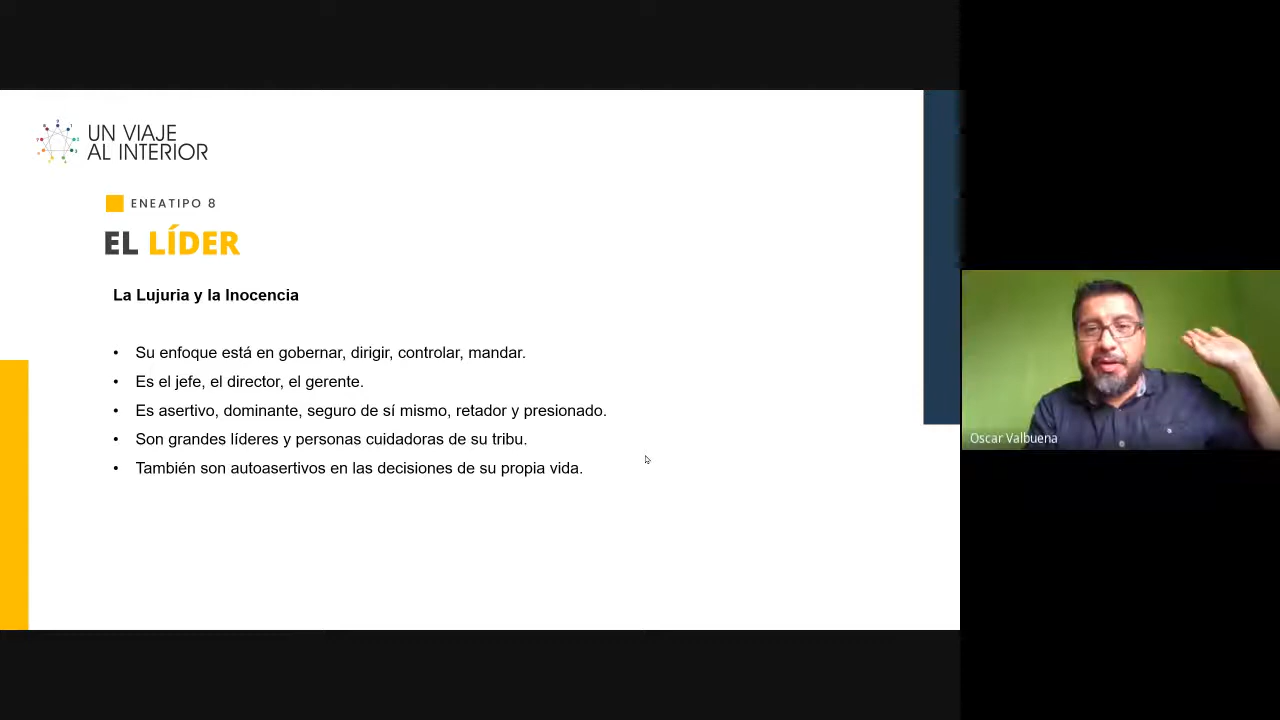 UN VIAJE
AL INTERIOR
ENEATIPO 8
EL LÍDER
La Lujuria y la Inocencia
• Su enfoque está en gobernar, dirigir, controlar, mandar.
• Es el jefe, el director, el gerente.
• Es asertivo, dominante, seguro de sí mismo, retador y presionado.
• Son grandes líderes y personas cuidadoras de su tribu.
• También son autoasertivos en las decisiones de su propia vida.
Oscar Valbuena